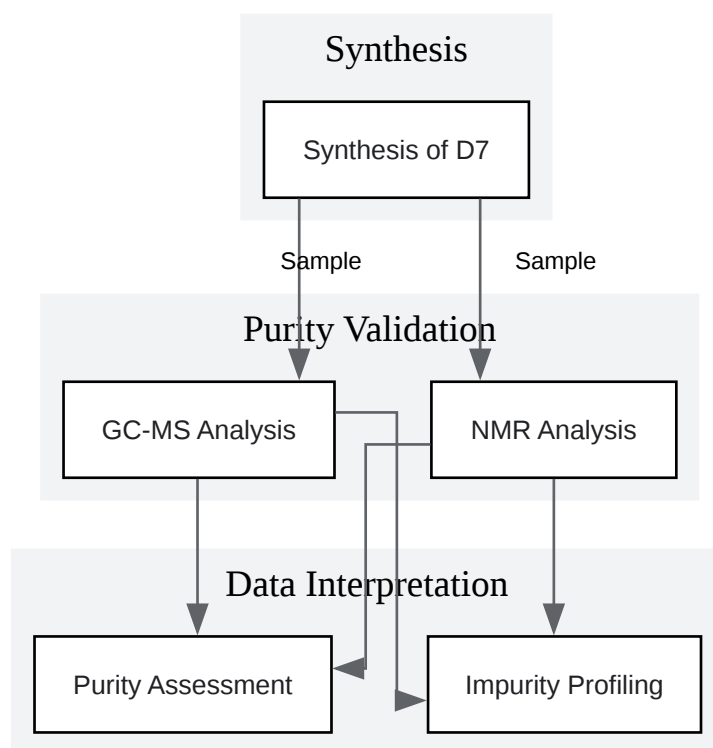 Synthesis
Synthesis of D7
Sample
Sample
Purity Validation
GC-MS Analysis
NMR Analysis
Data Interpretation
Purity Assessment
Impurity Profiling